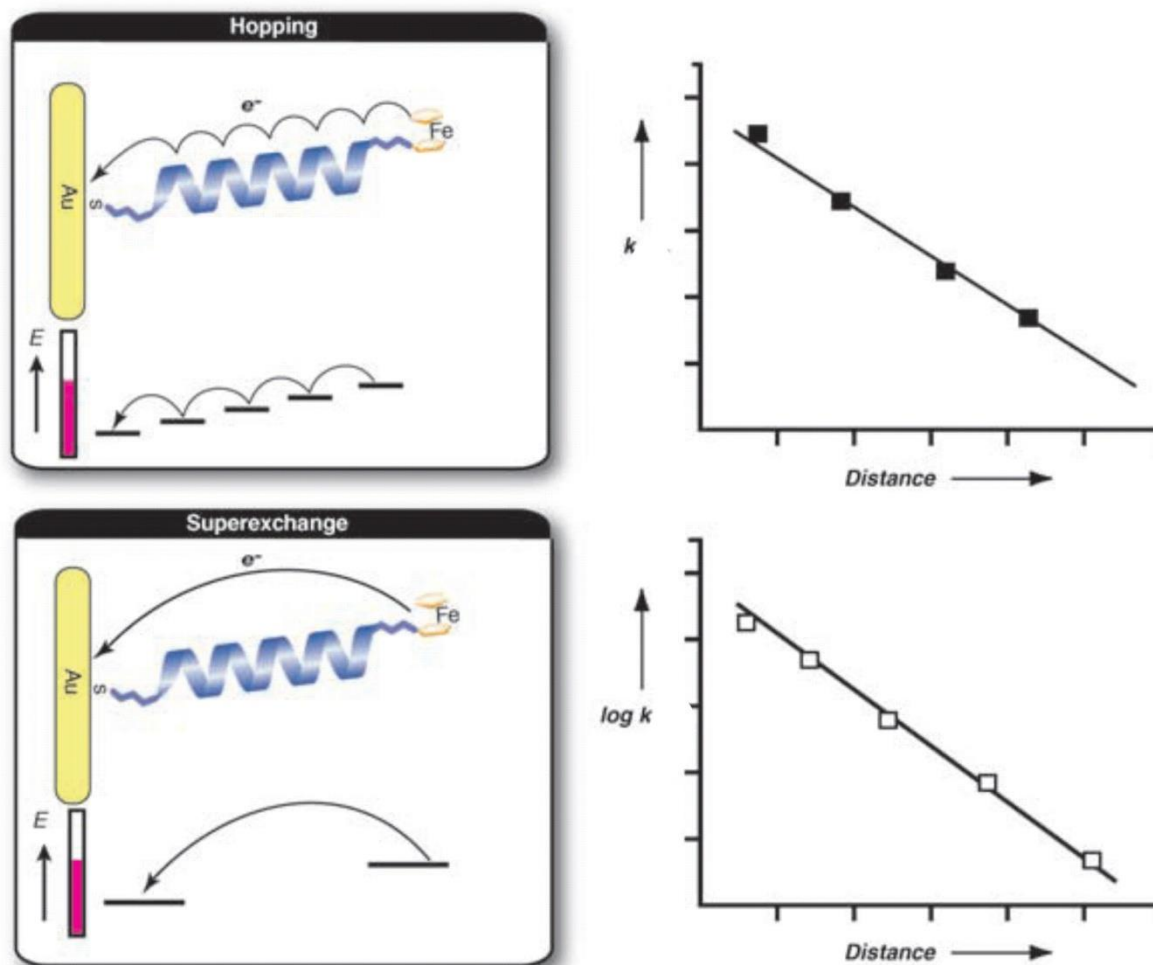 Hopping
e-
Fe
Au
s
E
k
Distance
Superexchange
e-
Fe
Au
s
E
log k
Distance